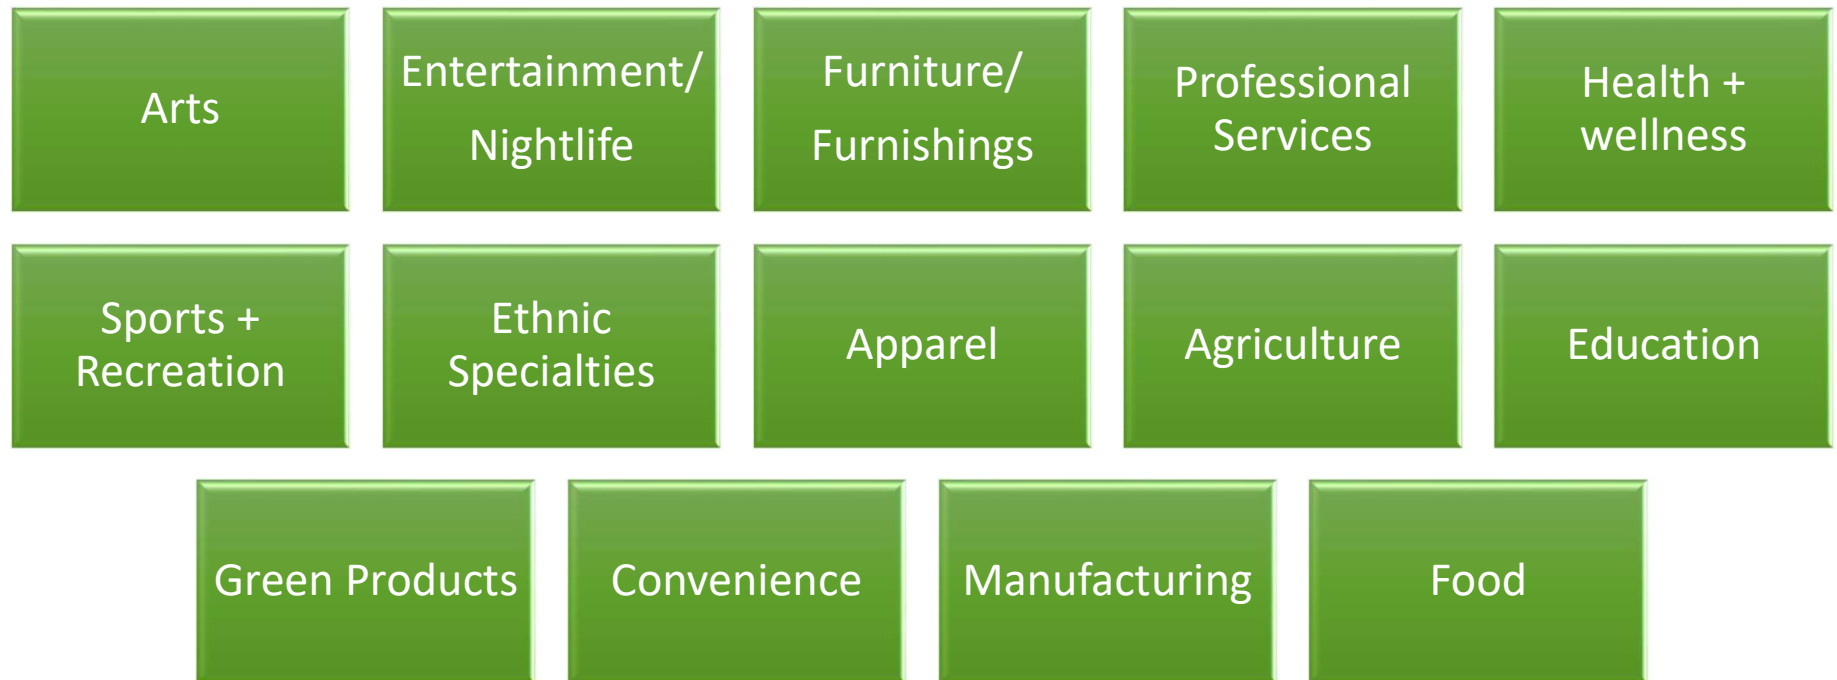 Arts
Entertainment/
Nightlife
Furniture/
Furnishings
Professional
Services
Health +
wellness
Sports +
Recreation
Ethnic
Specialties
Apparel
Agriculture
Education
Green Products
Convenience
Manufacturing
Food